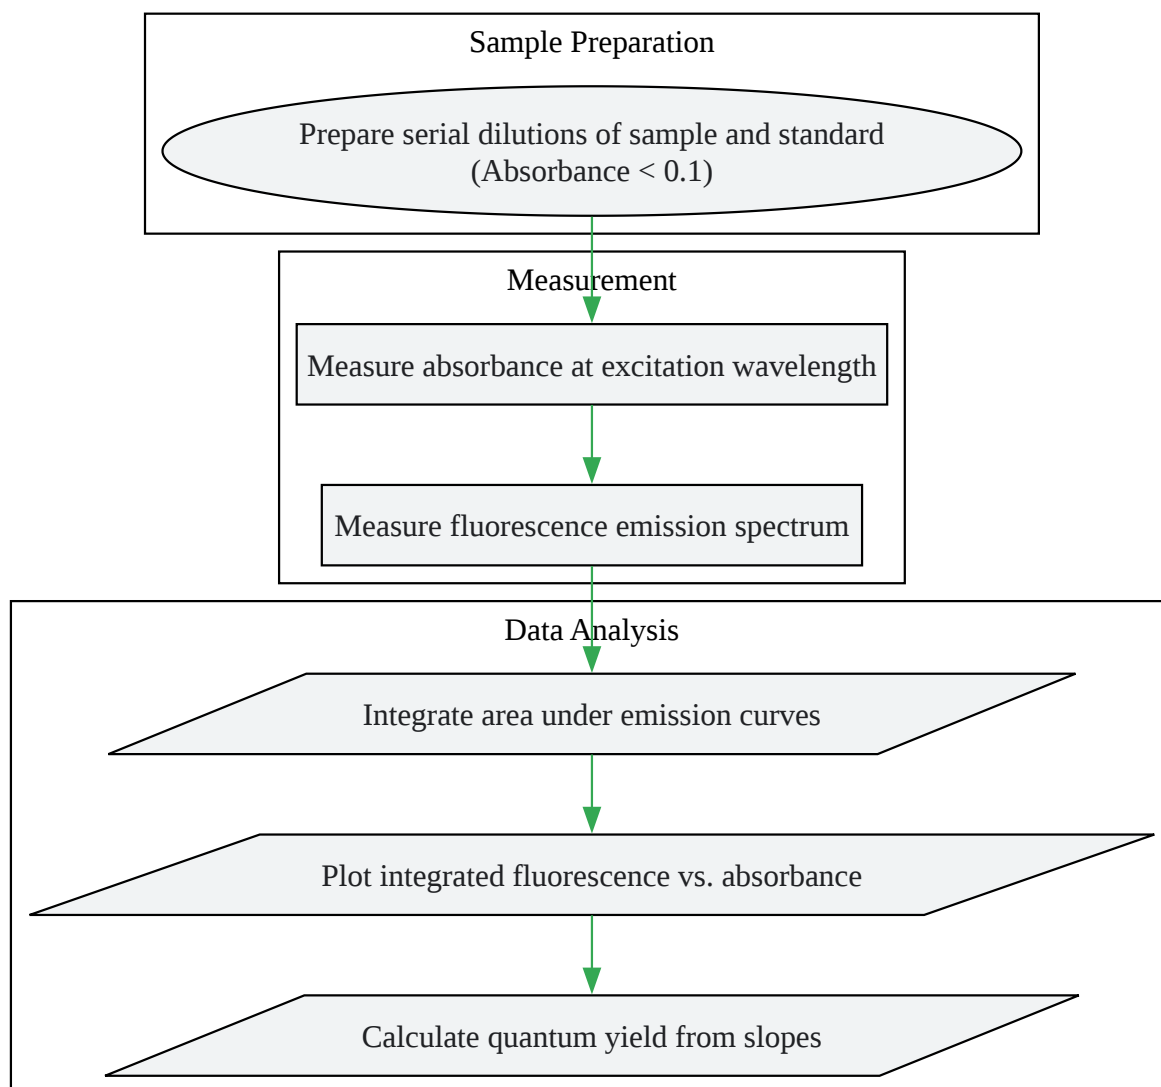 Sample Preparation
Prepare serial dilutions of sample and standard
(Absorbance < 0.1)
Measurement
Measure absorbance at excitation wavelength
Measure fluorescence emission spectrum
Data Analysis
Integrate area under emission curves
Plot integrated fluorescence vs. absorbance
Calculate quantum yield from slopes